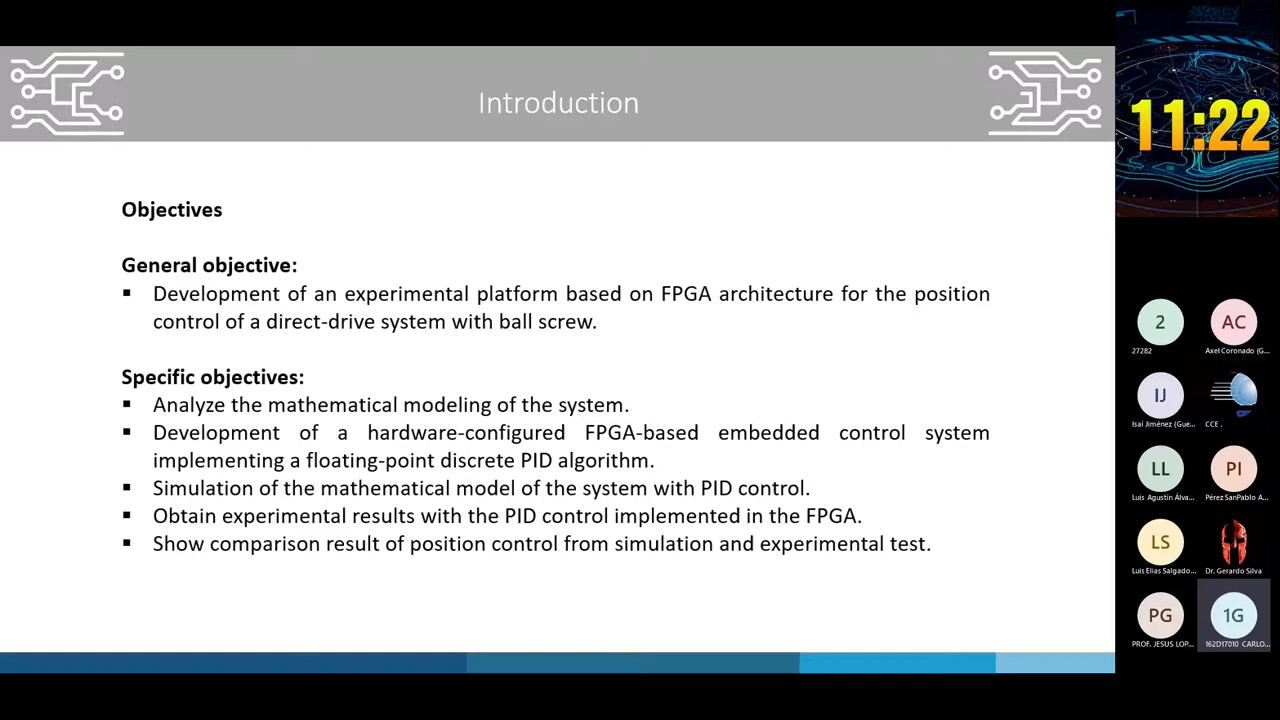 Introduction
11:22
Objectives
General objective:
▪ Development of an experimental platform based on FPGA architecture for the position
control of a direct-drive system with ball screw.
Specific objectives:
▪ Analyze the mathematical modeling of the system.
▪ Development of a hardware-configured FPGA-based embedded control system
implementing a floating-point discrete PID algorithm.
▪ Simulation of the mathematical model of the system with PID control.
▪ Obtain experimental results with the PID control implemented in the FPGA.
▪ Show comparison result of position control from simulation and experimental test.
2 AC
27282 Axel Coronado (G...
IJ
Isaí Jiménez (Gue... CCE .
LL PI
Luis Agustín Álva... Pérez SanPablo A...
LS
Luis Elias Salgado... Dr. Gerardo Silva
PG 1G
PROF. JESUS LOP... 162D17010 CARLO...